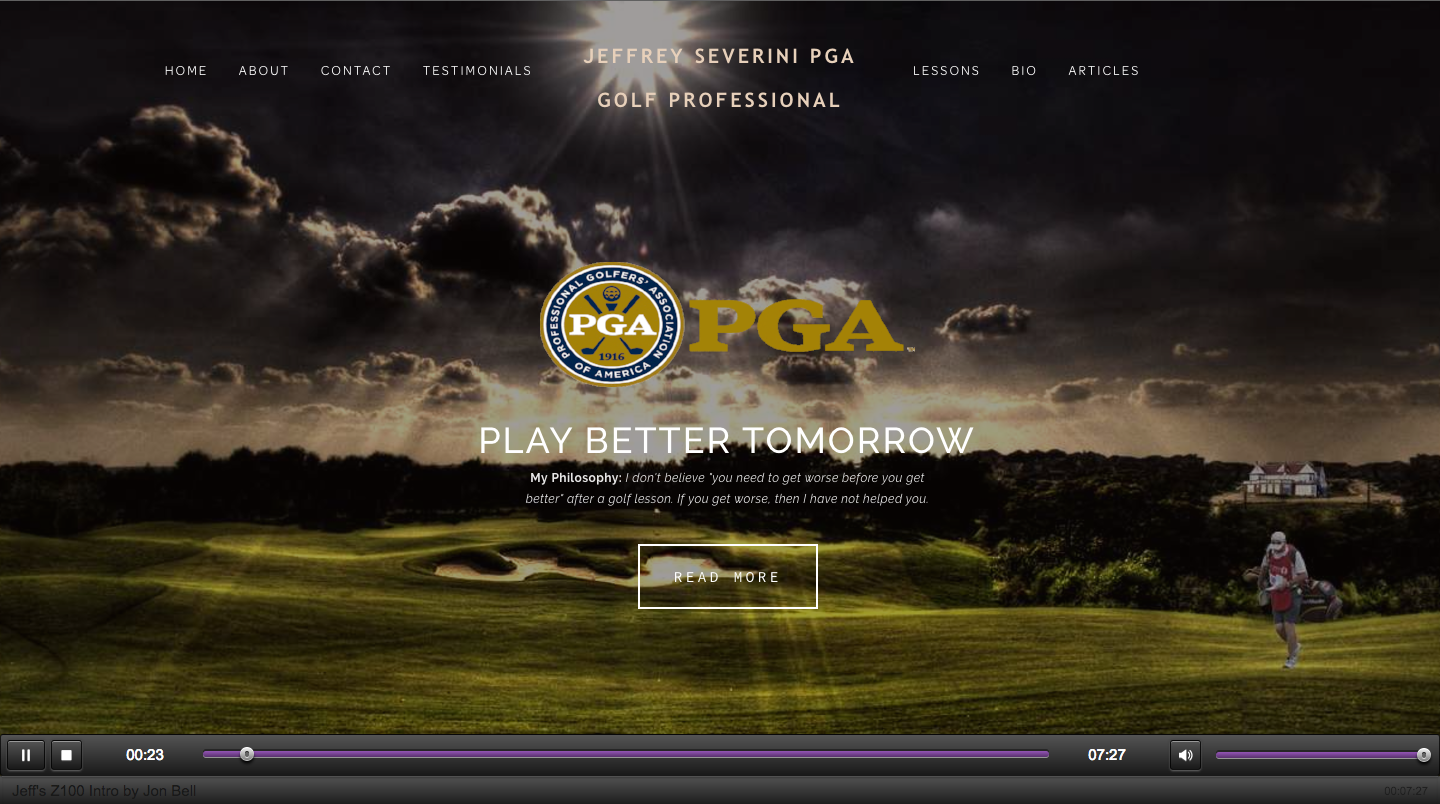 HOME ABOUT CONTACT TESTIMONIALS
JEFFREY SEVERINI PGA
GOLF PROFESSIONAL
LESSONS BIO ARTICLES
PROFESSIONAL GOLFERS' ASSOCIATION
PGA
1916
OF AMERICA
PGA
PLAY BETTER TOMORROW
My Philosophy: I don't believe "you need to get worse before you get
better" after a golf lesson. If you get worse, then I have not helped you.
READ MORE
00:23 07:27
Jeff's Z100 Intro by Jon Bell 00:07:27